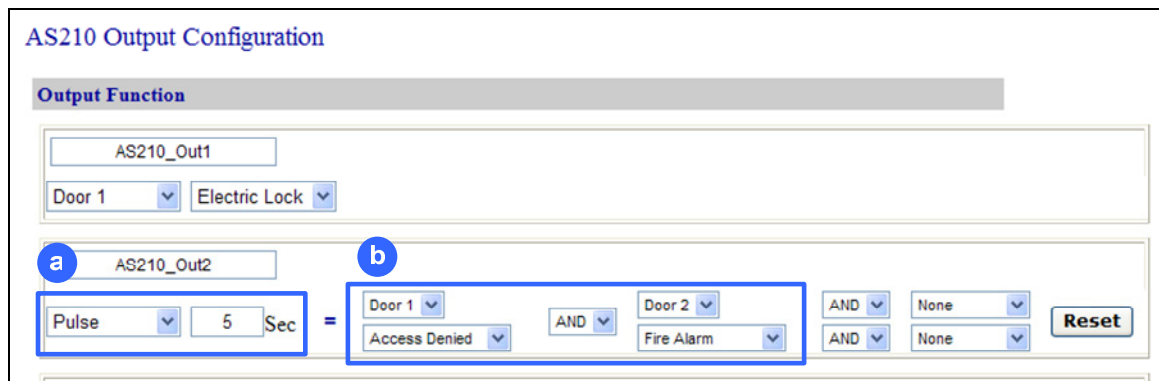 AS210 Output Configuration
Output Function
AS210_Out1
Door 1 Electric Lock
a AS210_Out2 b
Door 1 Door 2 AND None
Pulse 5 Sec = AND Reset
Access Denied Fire Alarm AND None